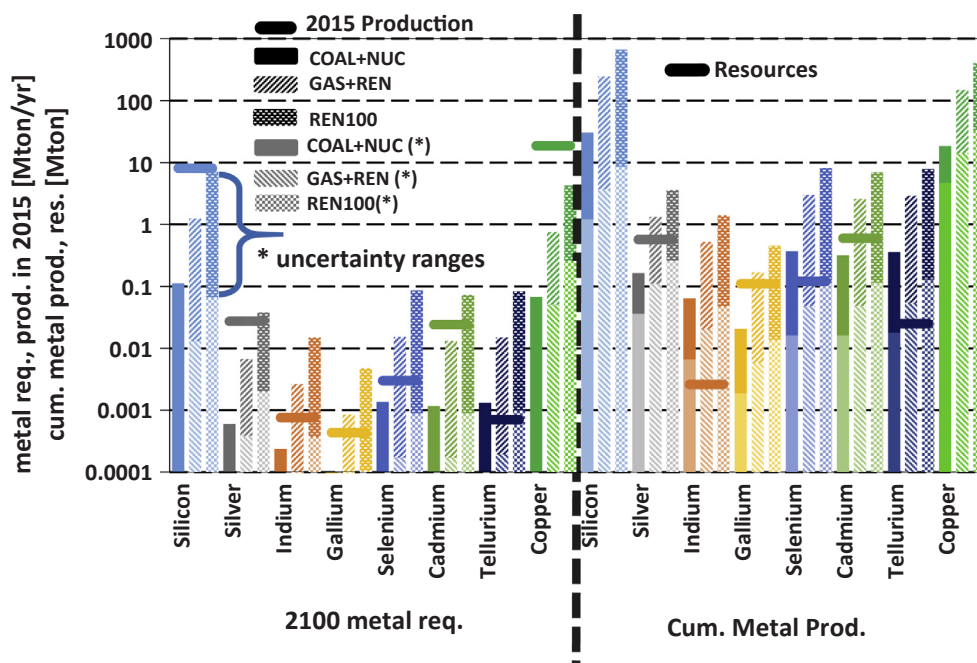 metal req., prod. in 2015 [Mton/yr]
cum. metal prod., res. [Mton]
1000
100
10
1
0.1
0.01
0.001
0.0001
2015 Production
COAL+NUC
GAS+REN
REN100
COAL+NUC (*)
GAS+REN (*)
REN100(*)
* uncertainty ranges
Resources
Silicon
Silver
Indium
Gallium
Selenium
Cadmium
Tellurium
Copper
Silicon
Silver
Indium
Gallium
Selenium
Cadmium
Tellurium
Copper
2100 metal req.
Cum. Metal Prod.